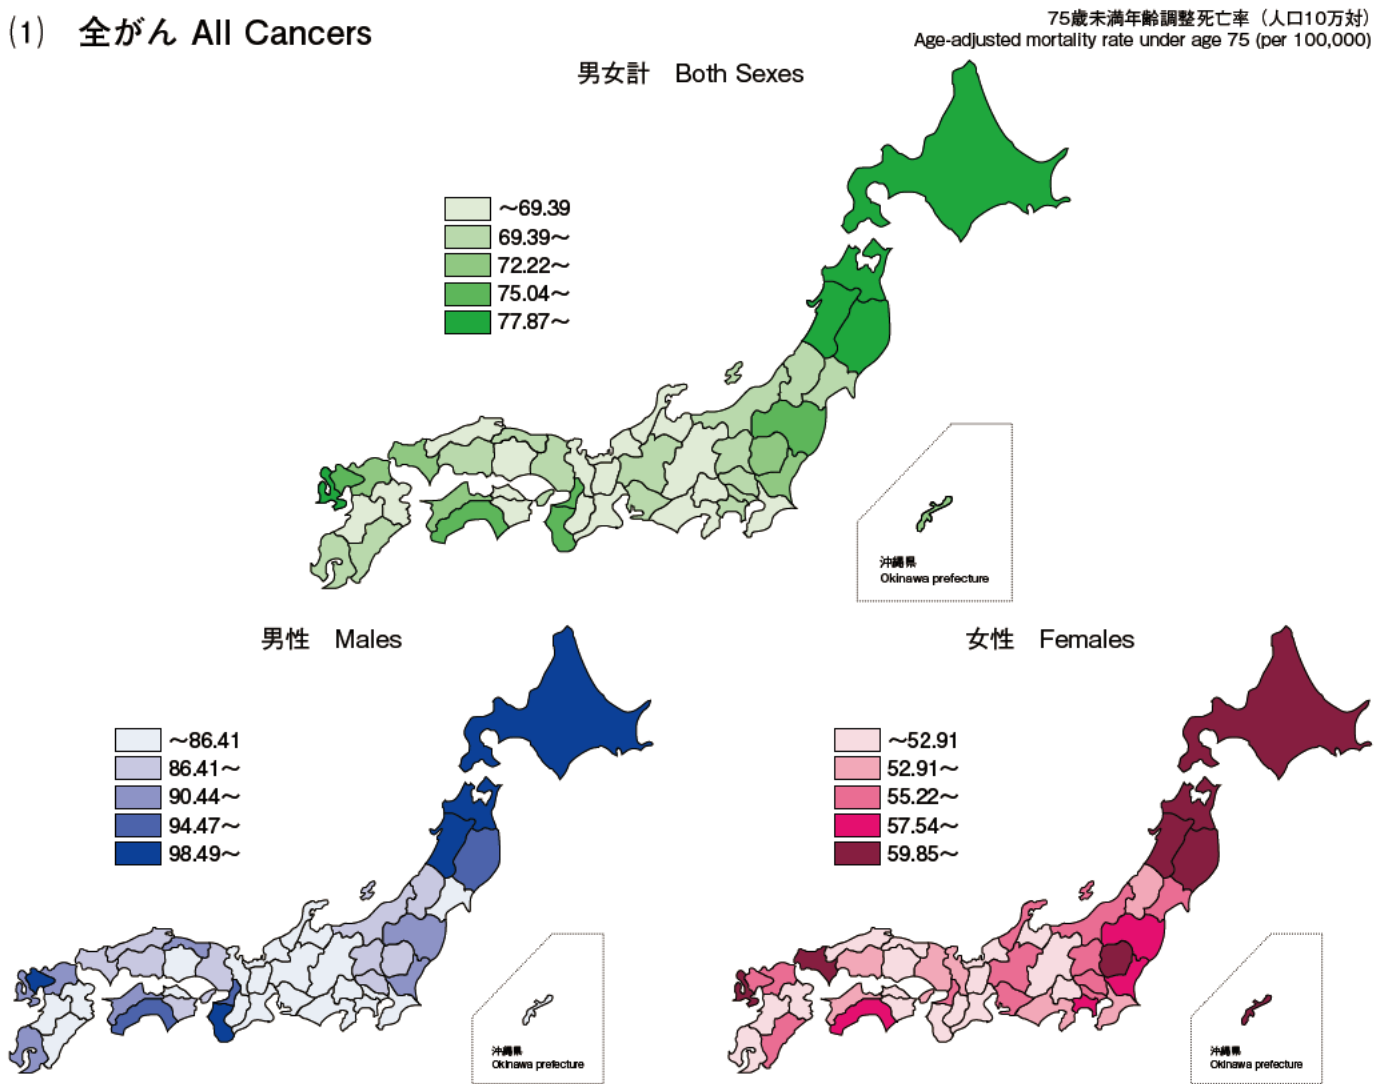 (1) 全がん All Cancers
75歳未満年齢調整死亡率（人口10万対）
Age-adjusted mortality rate under age 75 (per 100,000)
男女計 Both Sexes
～69.39
69.39～
72.22～
75.04～
77.87～
沖縄県
Okinawa prefecture
男性 Males
～86.41
86.41～
90.44～
94.47～
98.49～
沖縄県
Okinawa prefecture
女性 Females
～52.91
52.91～
55.22～
57.54～
59.85～
沖縄県
Okinawa prefecture